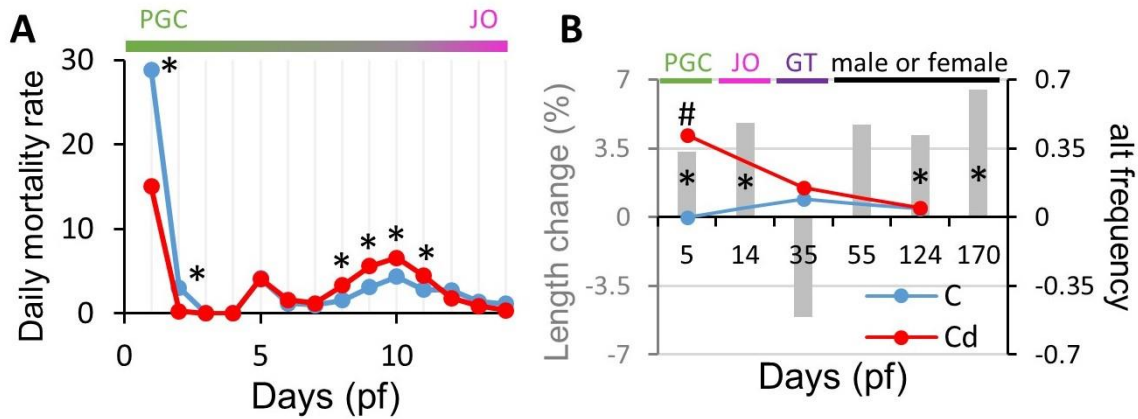 A
PGC JO
Daily mortality rate
30
20
10
0
* * * * * *
0 5 10
Days (pf)
B
PGC JO GT male or female
Length change (%)
7
3.5
0
-3.5
-7
#
* * * *
5 14 35 55 124 170
C
Cd
Days (pf)
alt frequency
0.7
0.35
0
-0.35
-0.7